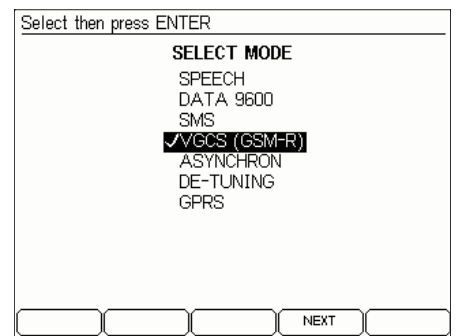 Select then press ENTER
SELECT MODE
SPEECH
DATA 9600
SMS
✓VGCS (GSM-R)
ASYNCHRON
DE-TUNING
GPRS
NEXT